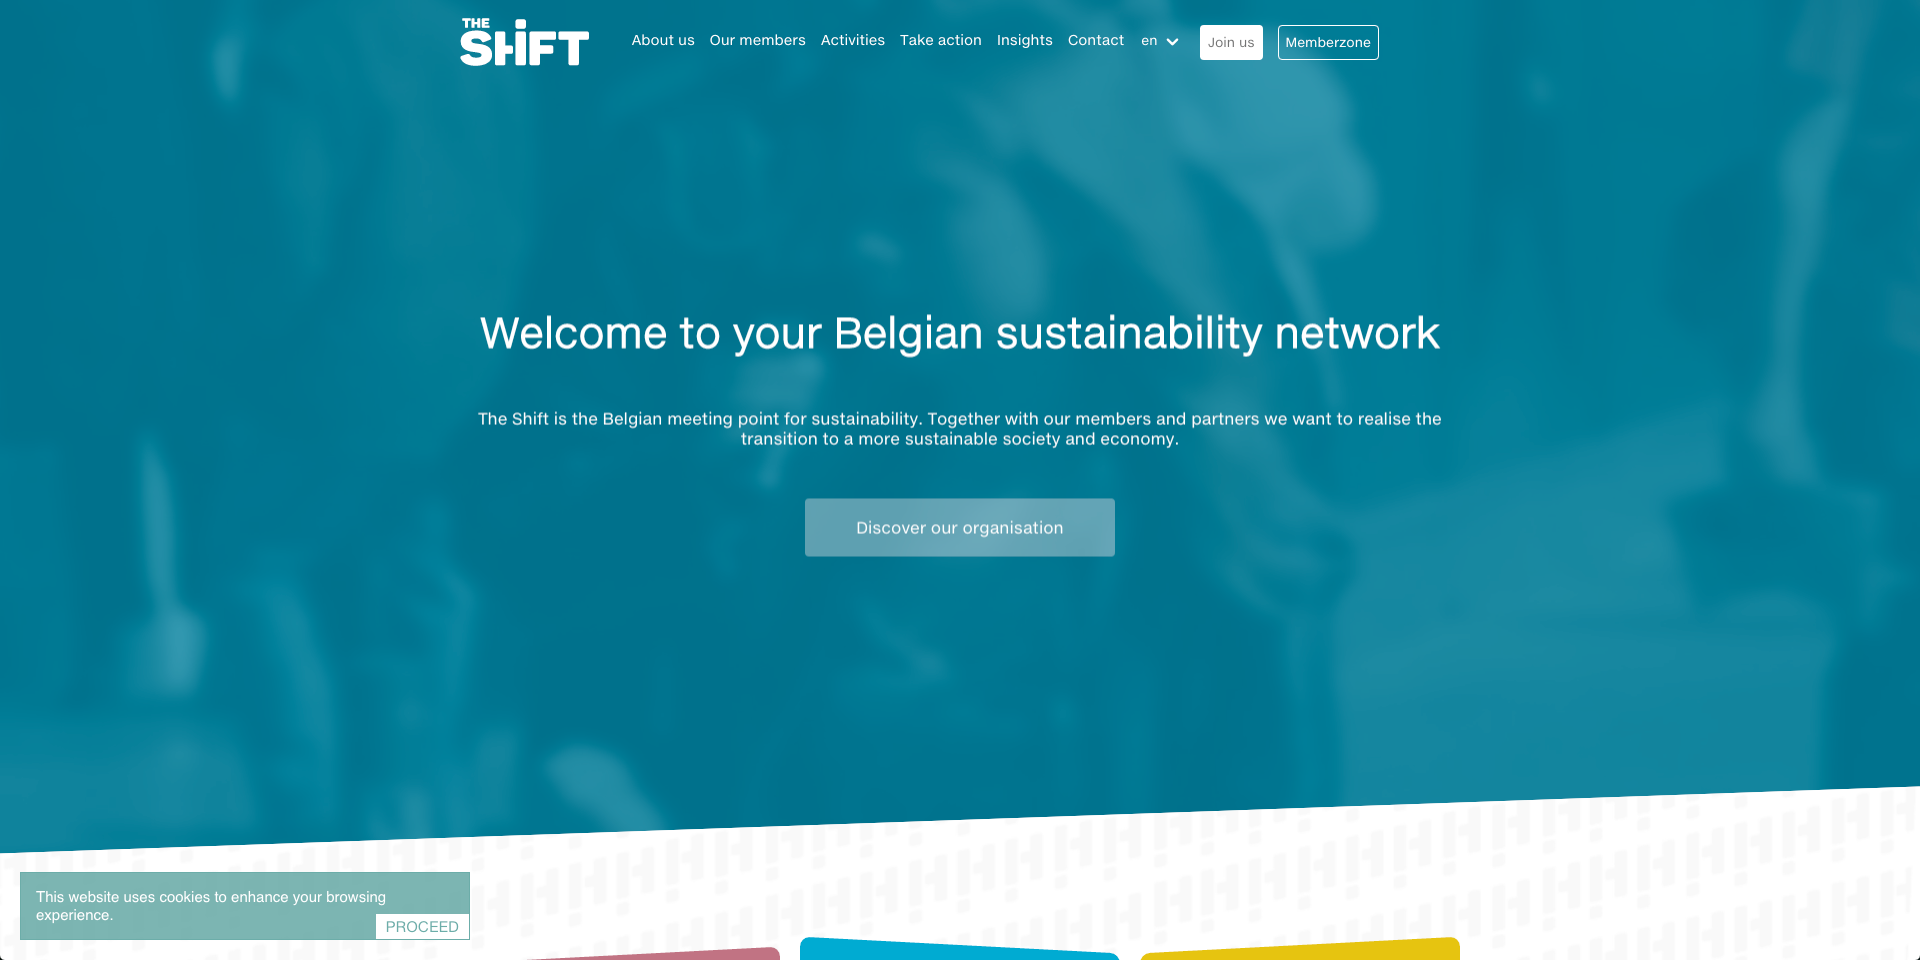 THE
SHIFT
About us
Our members
Activities
Take action
Insights
Contact
en
Join us
Memberzone
Welcome to your Belgian sustainability network
The Shift is the Belgian meeting point for sustainability. Together with our members and partners we want to realise the
transition to a more sustainable society and economy.
Discover our organisation
This website uses cookies to enhance your browsing
experience.
PROCEED